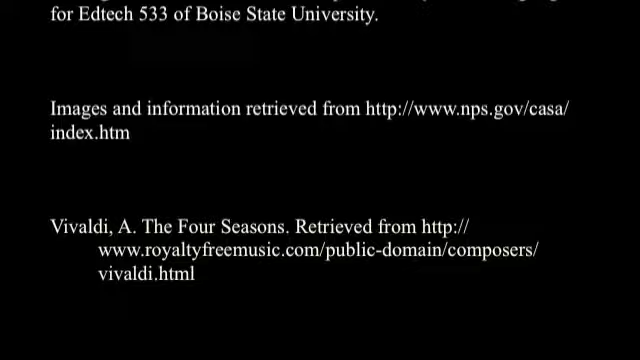 for Edtech 533 of Boise State University.
Images and information retrieved from http://www.nps.gov/casa/
index.htm
Vivaldi, A. The Four Seasons. Retrieved from http://
www.royaltyfreemusic.com/public-domain/composers/
vivaldi.html